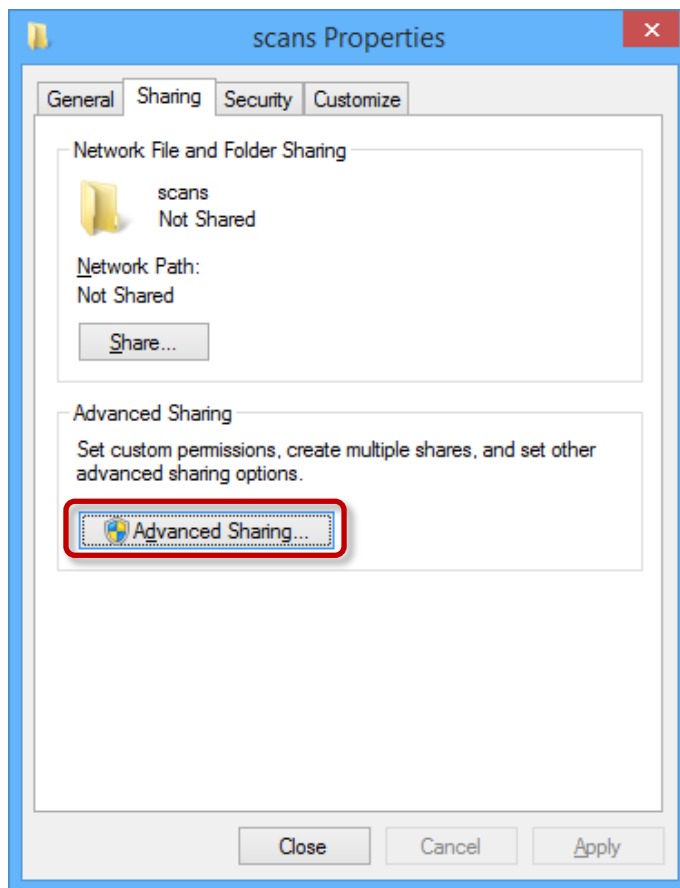 scans Properties
General Sharing Security Customize
Network File and Folder Sharing
scans
Not Shared
Network Path:
Not Shared
Share...
Advanced Sharing
Set custom permissions, create multiple shares, and set other
advanced sharing options.
Advanced Sharing...
Close Cancel Apply